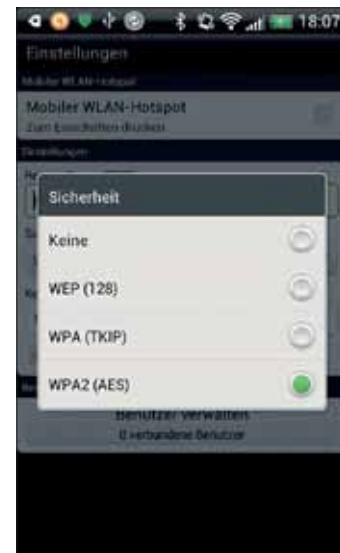 18:07
Einstellungen
Mobiler WLAN-Hotspot
Mobiler WLAN-Hotspot
Zum Einschalten drücken
Einstellungen
Sicherheit
Keine
WEP (128)
WPA (TKIP)
WPA2 (AES)
Benutzer verwalten
0 verbundene Benutzer